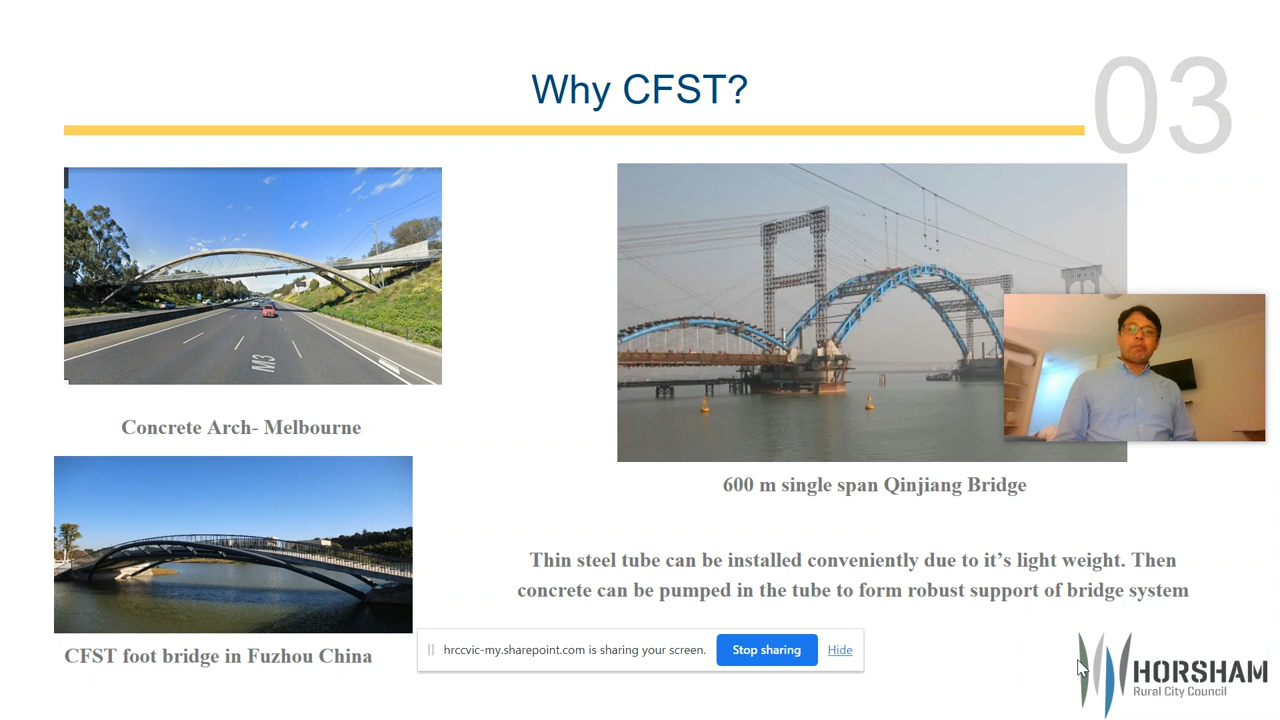 Why CFST?
03
M3
Concrete Arch- Melbourne
CFST foot bridge in Fuzhou China
600 m single span Qinjiang Bridge
Thin steel tube can be installed conveniently due to it’s light weight. Then
concrete can be pumped in the tube to form robust support of bridge system
hrccvic-my.sharepoint.com is sharing your screen.
Stop sharing
Hide
HORSHAM
Rural City Council